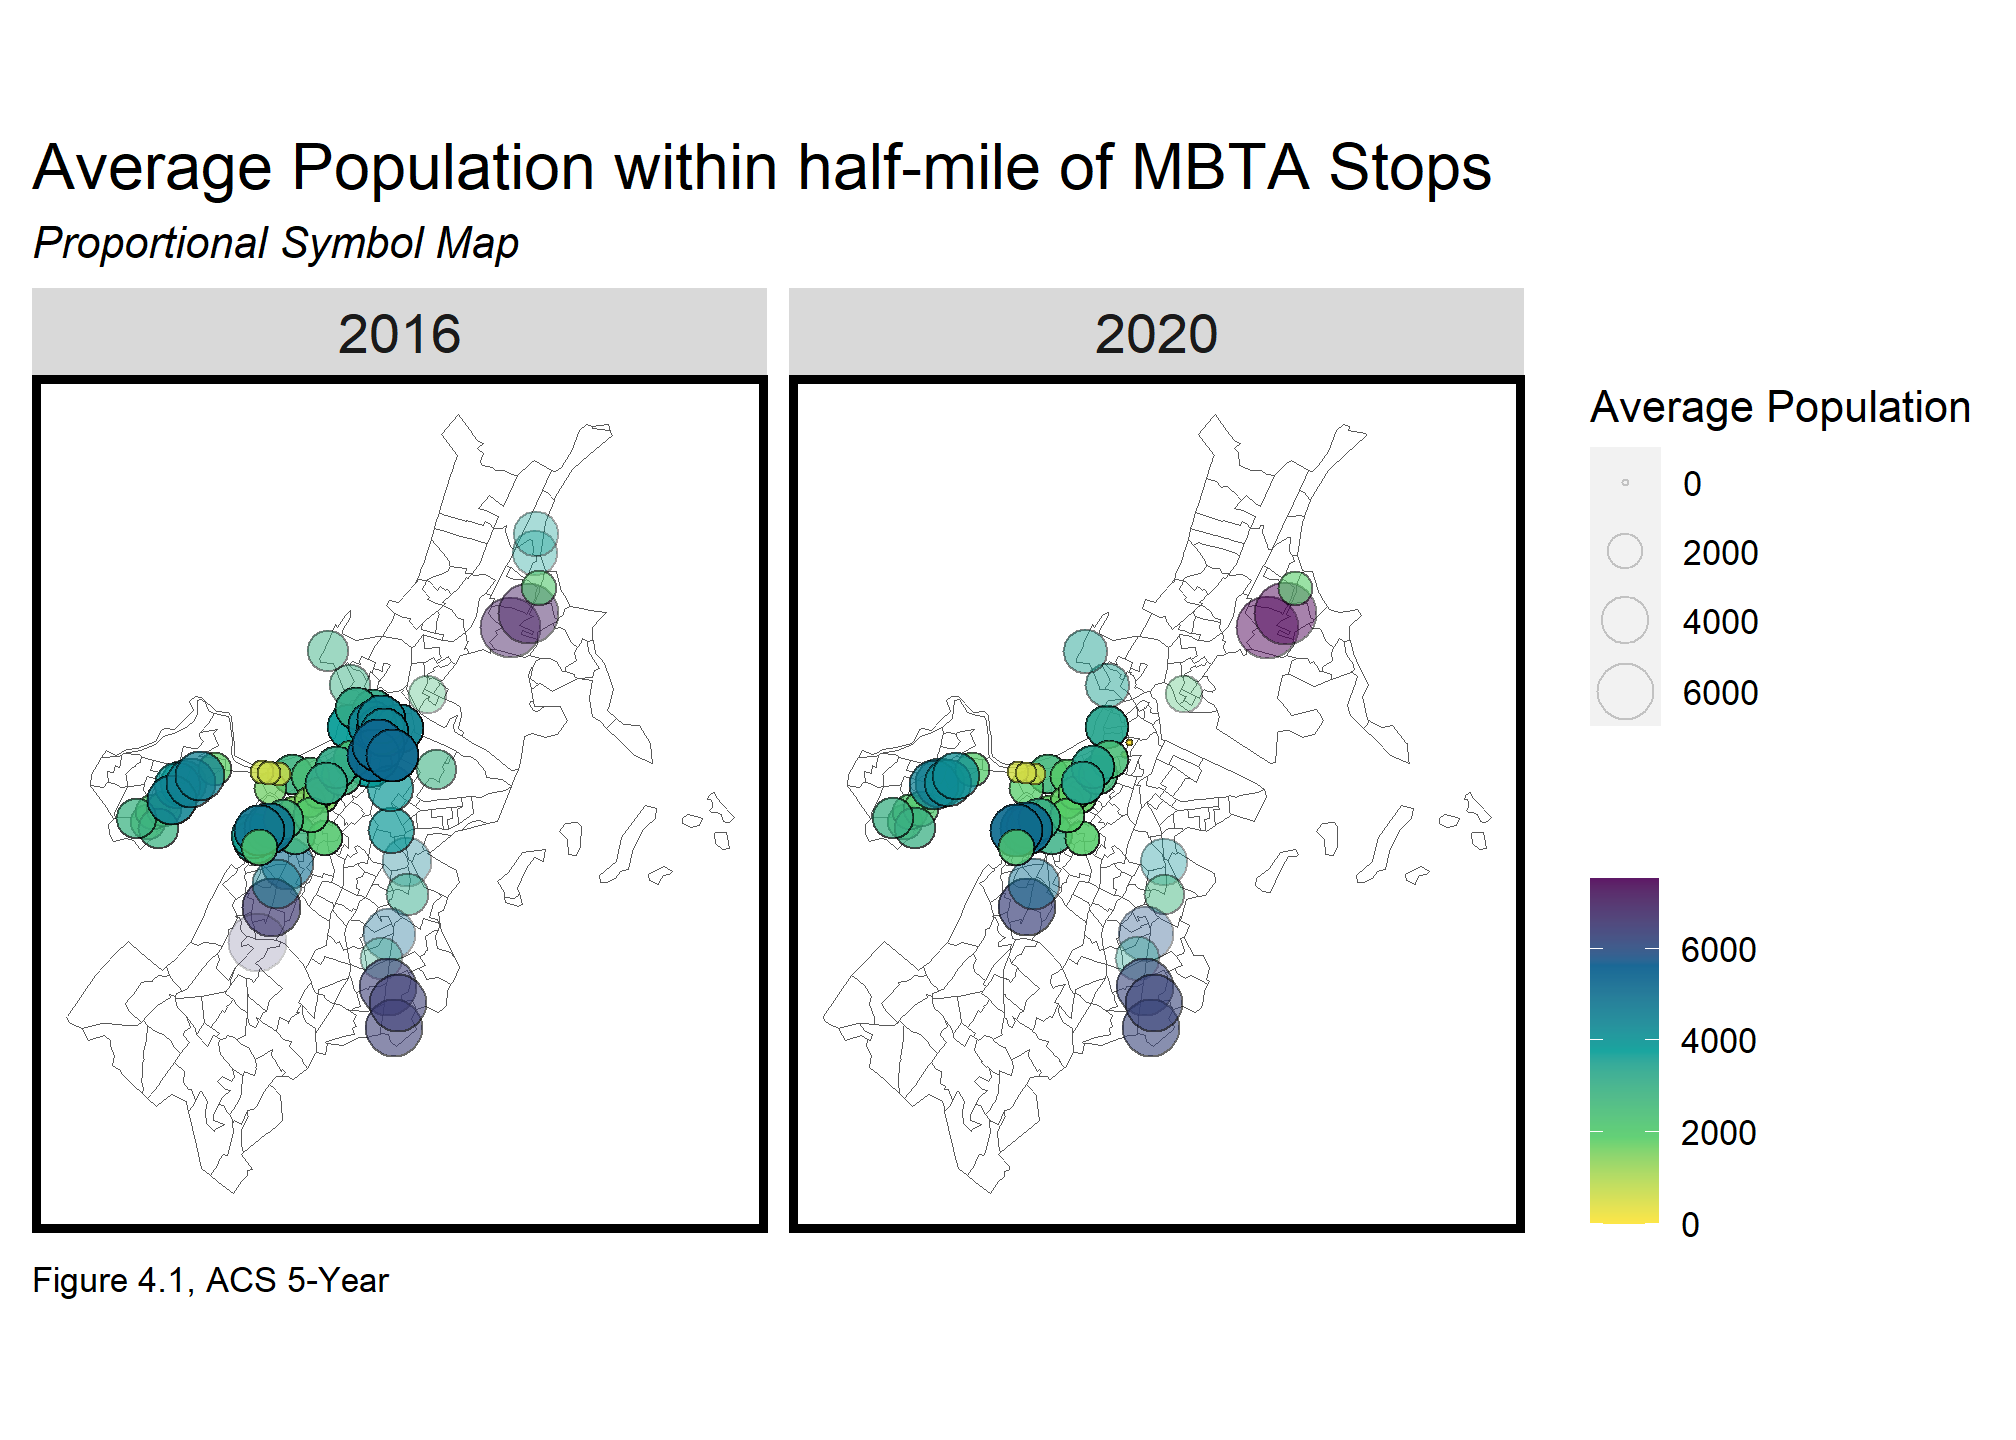 Average Population within half-mile of MBTA Stops
Proportional Symbol Map
2016
2020
Average Population
0
2000
4000
6000
6000
4000
2000
0
Figure 4.1, ACS 5-Year